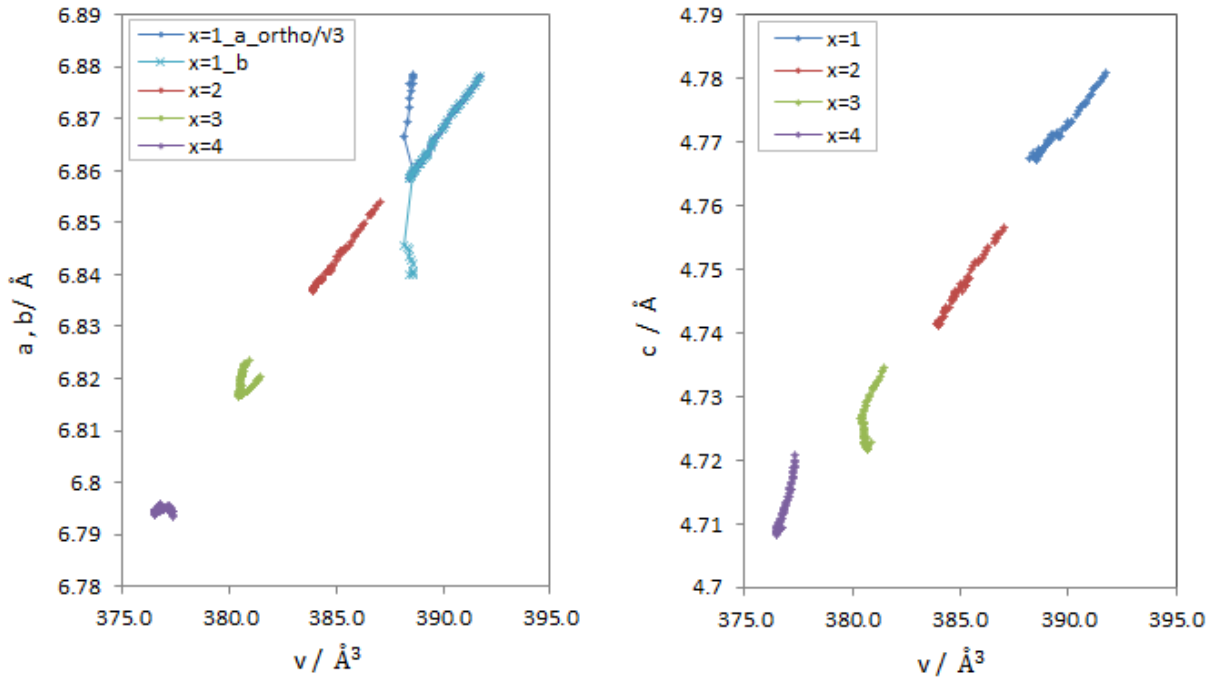 6.89
6.88
6.87
6.86
6.85
6.84
6.83
6.82
6.81
6.8
6.79
6.78
a , b/ Å
x=1_a_ortho/√3
x=1_b
x=2
x=3
x=4
375.0 380.0 385.0 390.0 395.0
v / Å³
4.79
4.78
4.77
4.76
4.75
4.74
4.73
4.72
4.71
4.7
c / Å
x=1
x=2
x=3
x=4
375.0 380.0 385.0 390.0 395.0
v / Å³